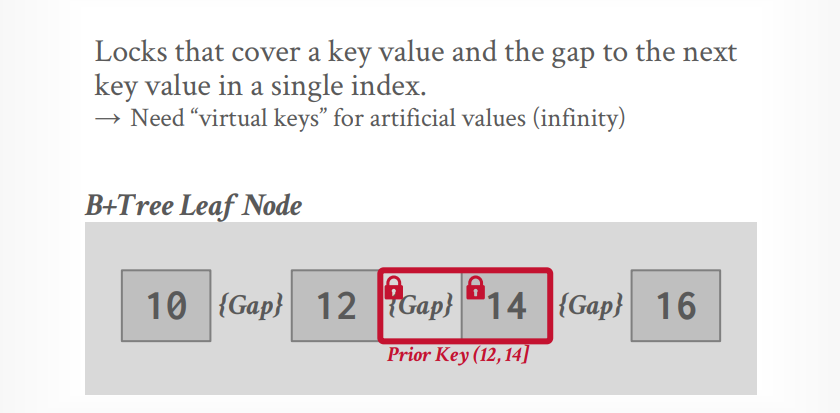 Locks that cover a key value and the gap to the next
key value in a single index.
→ Need “virtual keys” for artificial values (infinity)
B+Tree Leaf Node
10 {Gap} 12 {Gap} 14 {Gap} 16
Prior Key (12, 14]